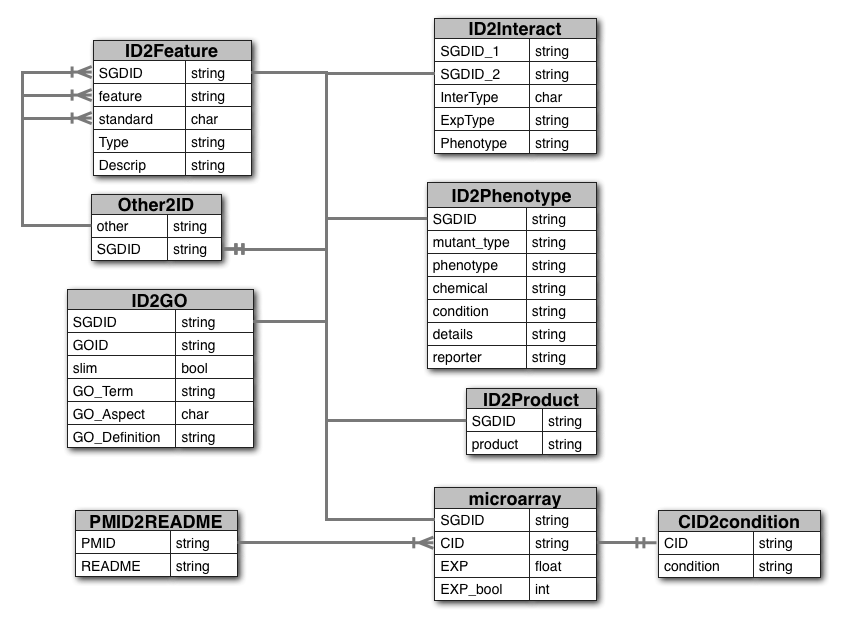 ID2Feature
SGDID string
feature string
standard char
Type string
Descrip string
Other2ID
other string
SGDID string
ID2GO
SGDID string
GOID string
slim bool
GO_Term string
GO_Aspect char
GO_Definition string
PMID2README
PMID string
README string
ID2Interact
SGDID_1 string
SGDID_2 string
InterType char
ExpType string
Phenotype string
ID2Phenotype
SGDID string
mutant_type string
phenotype string
chemical string
condition string
details string
reporter string
ID2Product
SGDID string
product string
microarray
SGDID string
CID string
EXP float
EXP_bool int
CID2condition
CID string
condition string